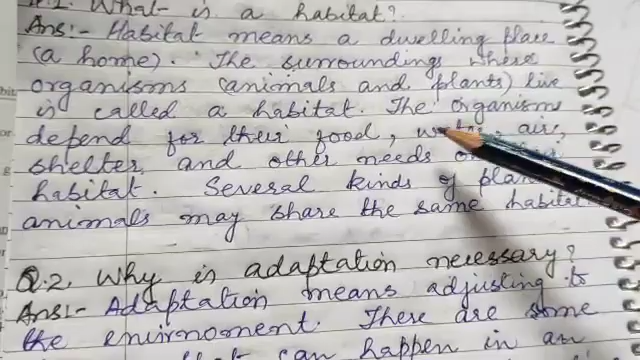 Q.1. What is a habitat?
Ans:- Habitat means a dwelling place
(a home). The surroundings where
organisms (animals and plants) live
is called a habitat. The organisms
depend for their food, air,
shelter and other needs on
habitat. Several kinds of
animals may share the same habitat
Q.2. Why is adaptation necessary?
Ans:- Adaptation means adjusting to
the environoment. There are some
can happen in an